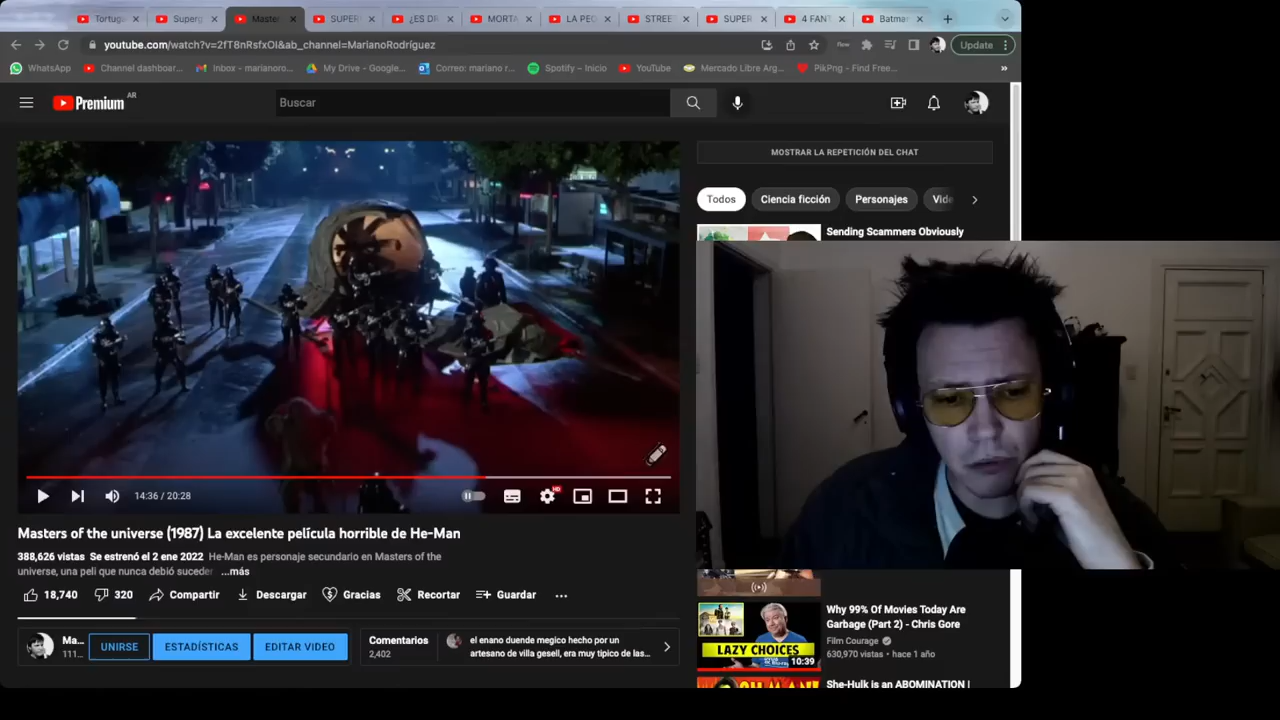 Tortug
Superg
Maste
SUPER
¿ES DR
MORTA
LA PEO
STREE
SUPER
4 FANT
Batman
youtube.com/watch?v=2fT8nRsfxOI&ab_channel=MarianoRodríguez
Update
WhatsApp
Channel dashboar...
Inbox - marianoro...
My Drive - Google...
Correo: mariano r...
Spotify – Inicio
YouTube
Mercado Libre Arg...
PikPng - Find Free...
»
Premium AR
Buscar
MOSTRAR LA REPETICIÓN DEL CHAT
Todos
Ciencia ficción
Personajes
Vide
Sending Scammers Obviously
14:36 / 20:28
HD
Masters of the universe (1987) La excelente película horrible de He-Man
388,626 vistas Se estrenó el 2 ene 2022 He-Man es personaje secundario en Masters of the
universe, una peli que nunca debió suceder ...más
18,740
320
Compartir
Descargar
Gracias
Recortar
Guardar
Ma...
111...
UNIRSE
ESTADÍSTICAS
EDITAR VIDEO
Comentarios
2,402
el enano duende megico hecho por un
artesano de villa gesell, era muy tipico de las...
LAZY CHOICES
10:39
Why 99% Of Movies Today Are
Garbage (Part 2) - Chris Gore
Film Courage
630,970 vistas • hace 1 año
She-Hulk is an ABOMINATION |